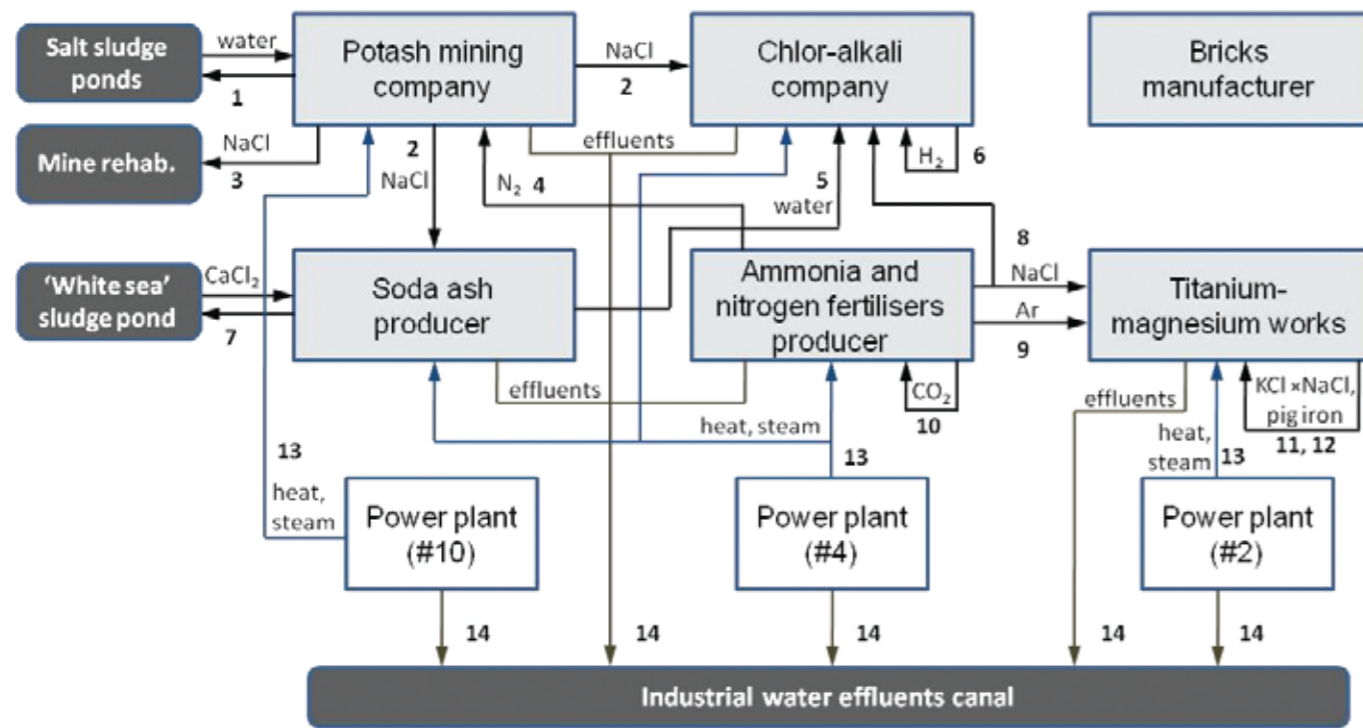 Salt sludge
ponds
water
1
Potash mining
company
NaCl
2
Chlor-alkali
company
Bricks
manufacturer
Mine rehab.
NaCl
3
2
NaCl
effluents
N₂ 4
5
water
H₂
6
8
'White sea'
sludge pond
CaCl₂
7
Soda ash
producer
Ammonia and
nitrogen fertilisers
producer
NaCl
Ar
9
Titanium-
magnesium works
effluents
CO₂
10
effluents
KCl ×NaCl,
pig iron
11, 12
13
heat,
steam
heat, steam
13
heat,
steam
13
Power plant
(#10)
Power plant
(#4)
Power plant
(#2)
14
14
14
14
14
Industrial water effluents canal